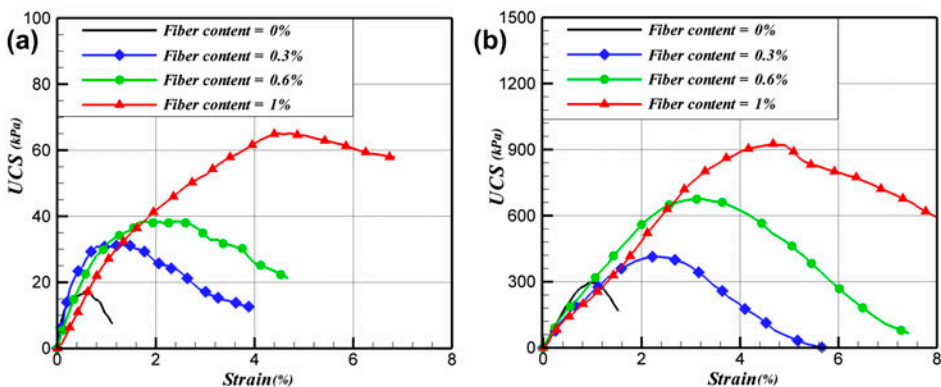 (a)
100
80
60
40
20
0
UCS (kPa)
Fiber content = 0%
Fiber content = 0.3%
Fiber content = 0.6%
Fiber content = 1%
0 2 4 6 8
Strain(%)
(b)
1500
1200
900
600
300
0
UCS (kPa)
Fiber content = 0%
Fiber content = 0.3%
Fiber content = 0.6%
Fiber content = 1%
0 2 4 6 8
Strain(%)